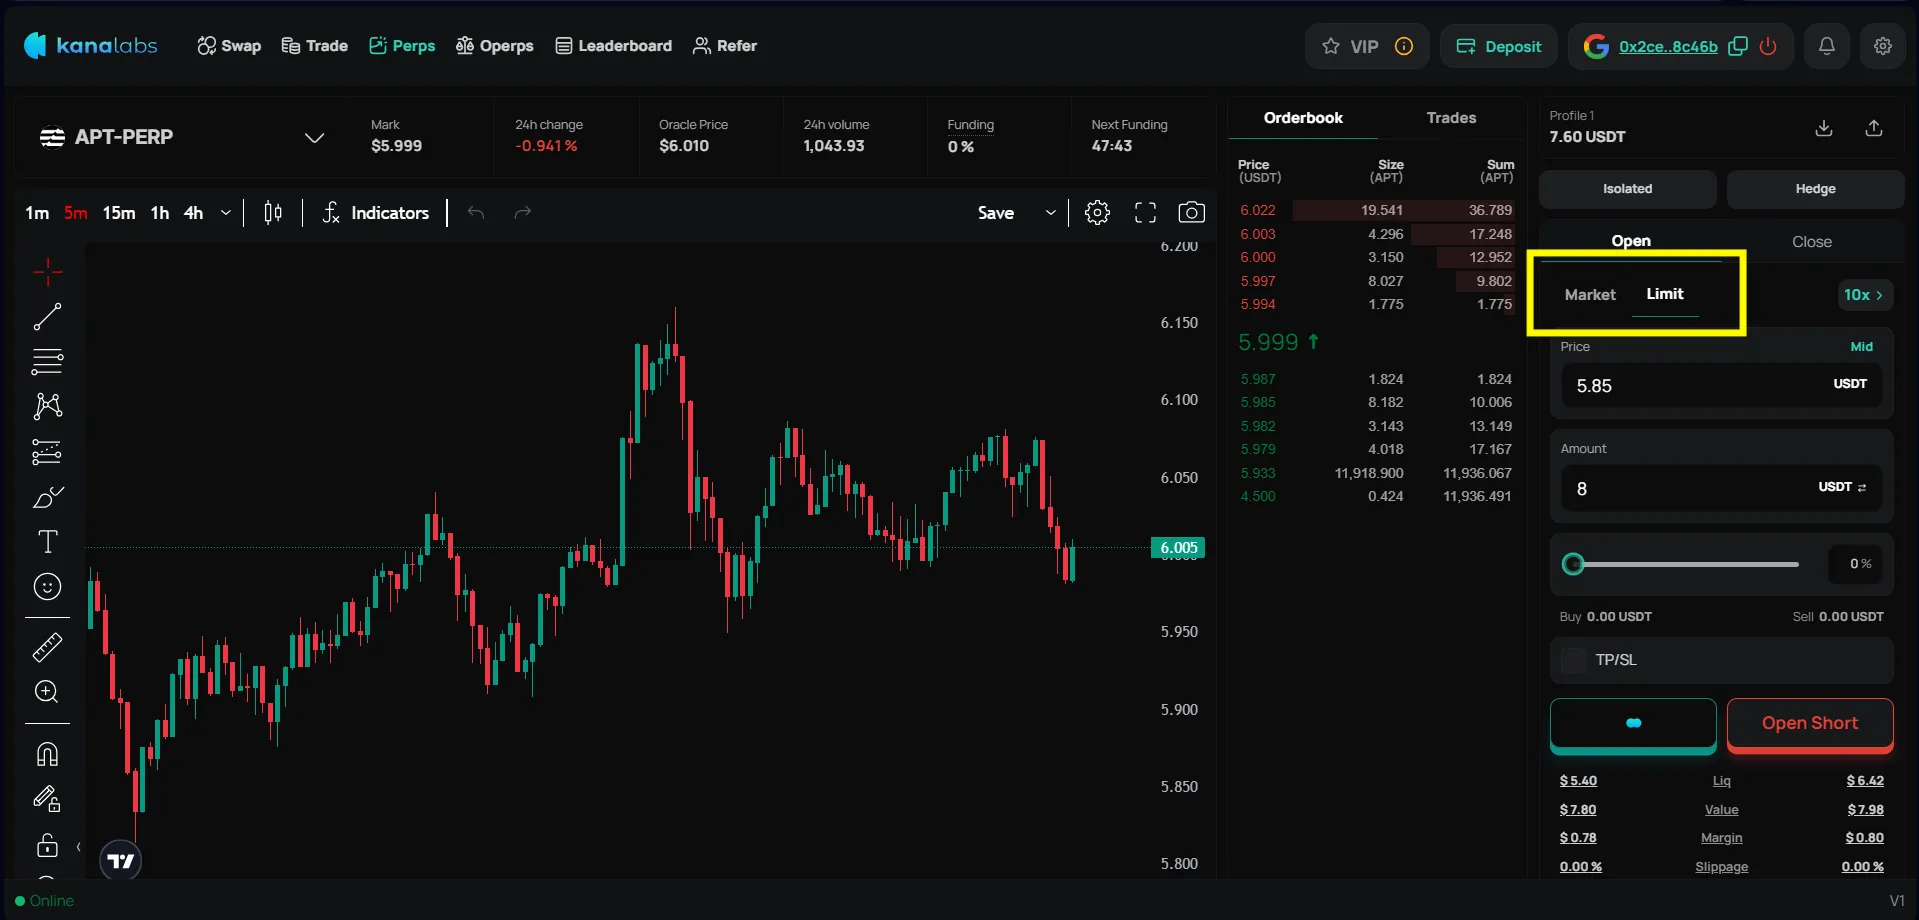 kanalabs Swap Trade Perps Operps Leaderboard Refer VIP Deposit 0x2ce..8c46b
APT-PERP
Mark
$5.999
24h change
-0.941 %
Oracle Price
$6.010
24h volume
1,043.93
Funding
0 %
Next Funding
47:43
1m 5m 15m 1h 4h Indicators Save
6.200
6.150
6.100
6.050
6.005
5.950
5.900
5.850
5.800
Orderbook Trades
Price Size Sum
(USDT) (APT) (APT)
6.022 19.541 36.789
6.003 4.296 17.248
6.000 3.150 12.952
5.997 8.027 9.802
5.994 1.775 1.775
5.999 ↑
5.987 1.824 1.824
5.985 8.182 10.006
5.982 3.143 13.149
5.979 4.018 17.167
5.933 11,918.900 11,936.067
4.500 0.424 11,936.491
Profile 1
7.60 USDT
Isolated Hedge
Open Close
Market Limit 10x >
Price Mid
5.85 USDT
Amount
8 USDT ⇄
0 %
Buy 0.00 USDT Sell 0.00 USDT
TP/SL
Open Short
$ 5.40 Liq $ 6.42
$ 7.80 Value $ 7.98
$ 0.78 Margin $ 0.80
0.00 % Slippage 0.00 %
Online V1